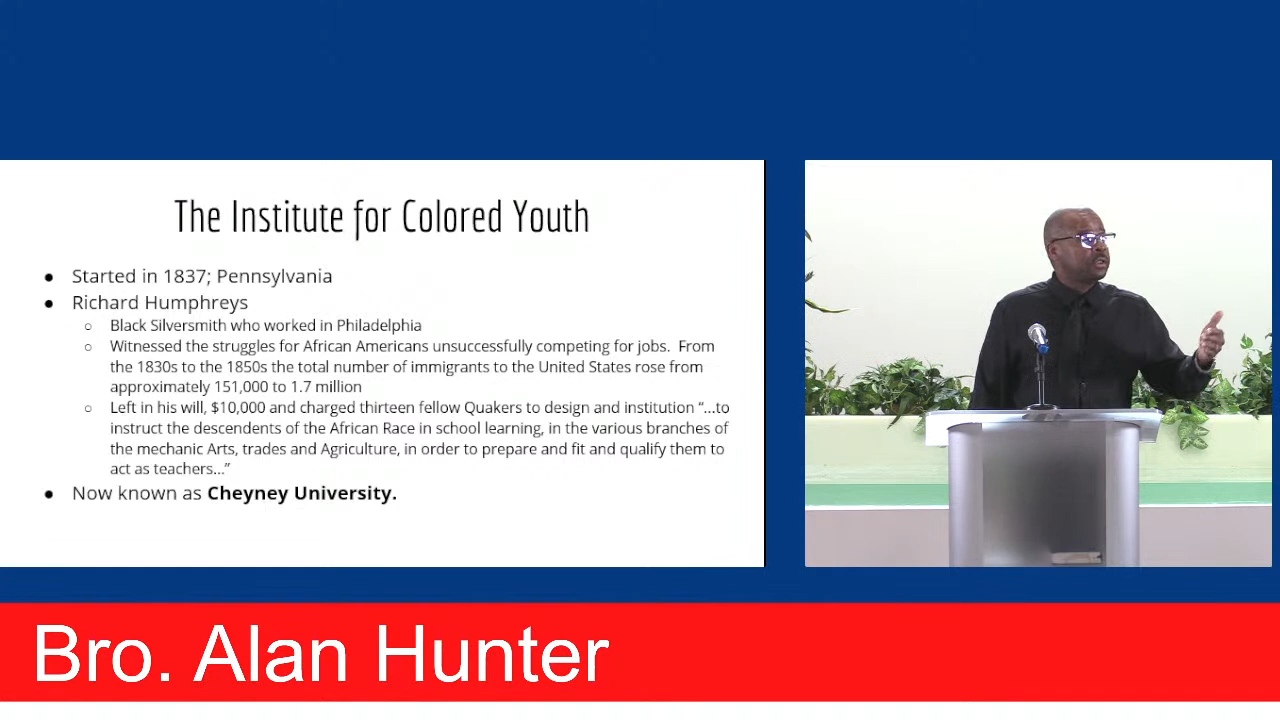 The Institute for Colored Youth
● Started in 1837; Pennsylvania
● Richard Humphreys
○ Black Silversmith who worked in Philadelphia
○ Witnessed the struggles for African Americans unsuccessfully competing for jobs. From
the 1830s to the 1850s the total number of immigrants to the United States rose from
approximately 151,000 to 1.7 million
○ Left in his will, $10,000 and charged thirteen fellow Quakers to design and institution “...to
instruct the descendents of the African Race in school learning, in the various branches of
the mechanic Arts, trades and Agriculture, in order to prepare and fit and qualify them to
act as teachers...”
● Now known as Cheyney University.
Bro. Alan Hunter